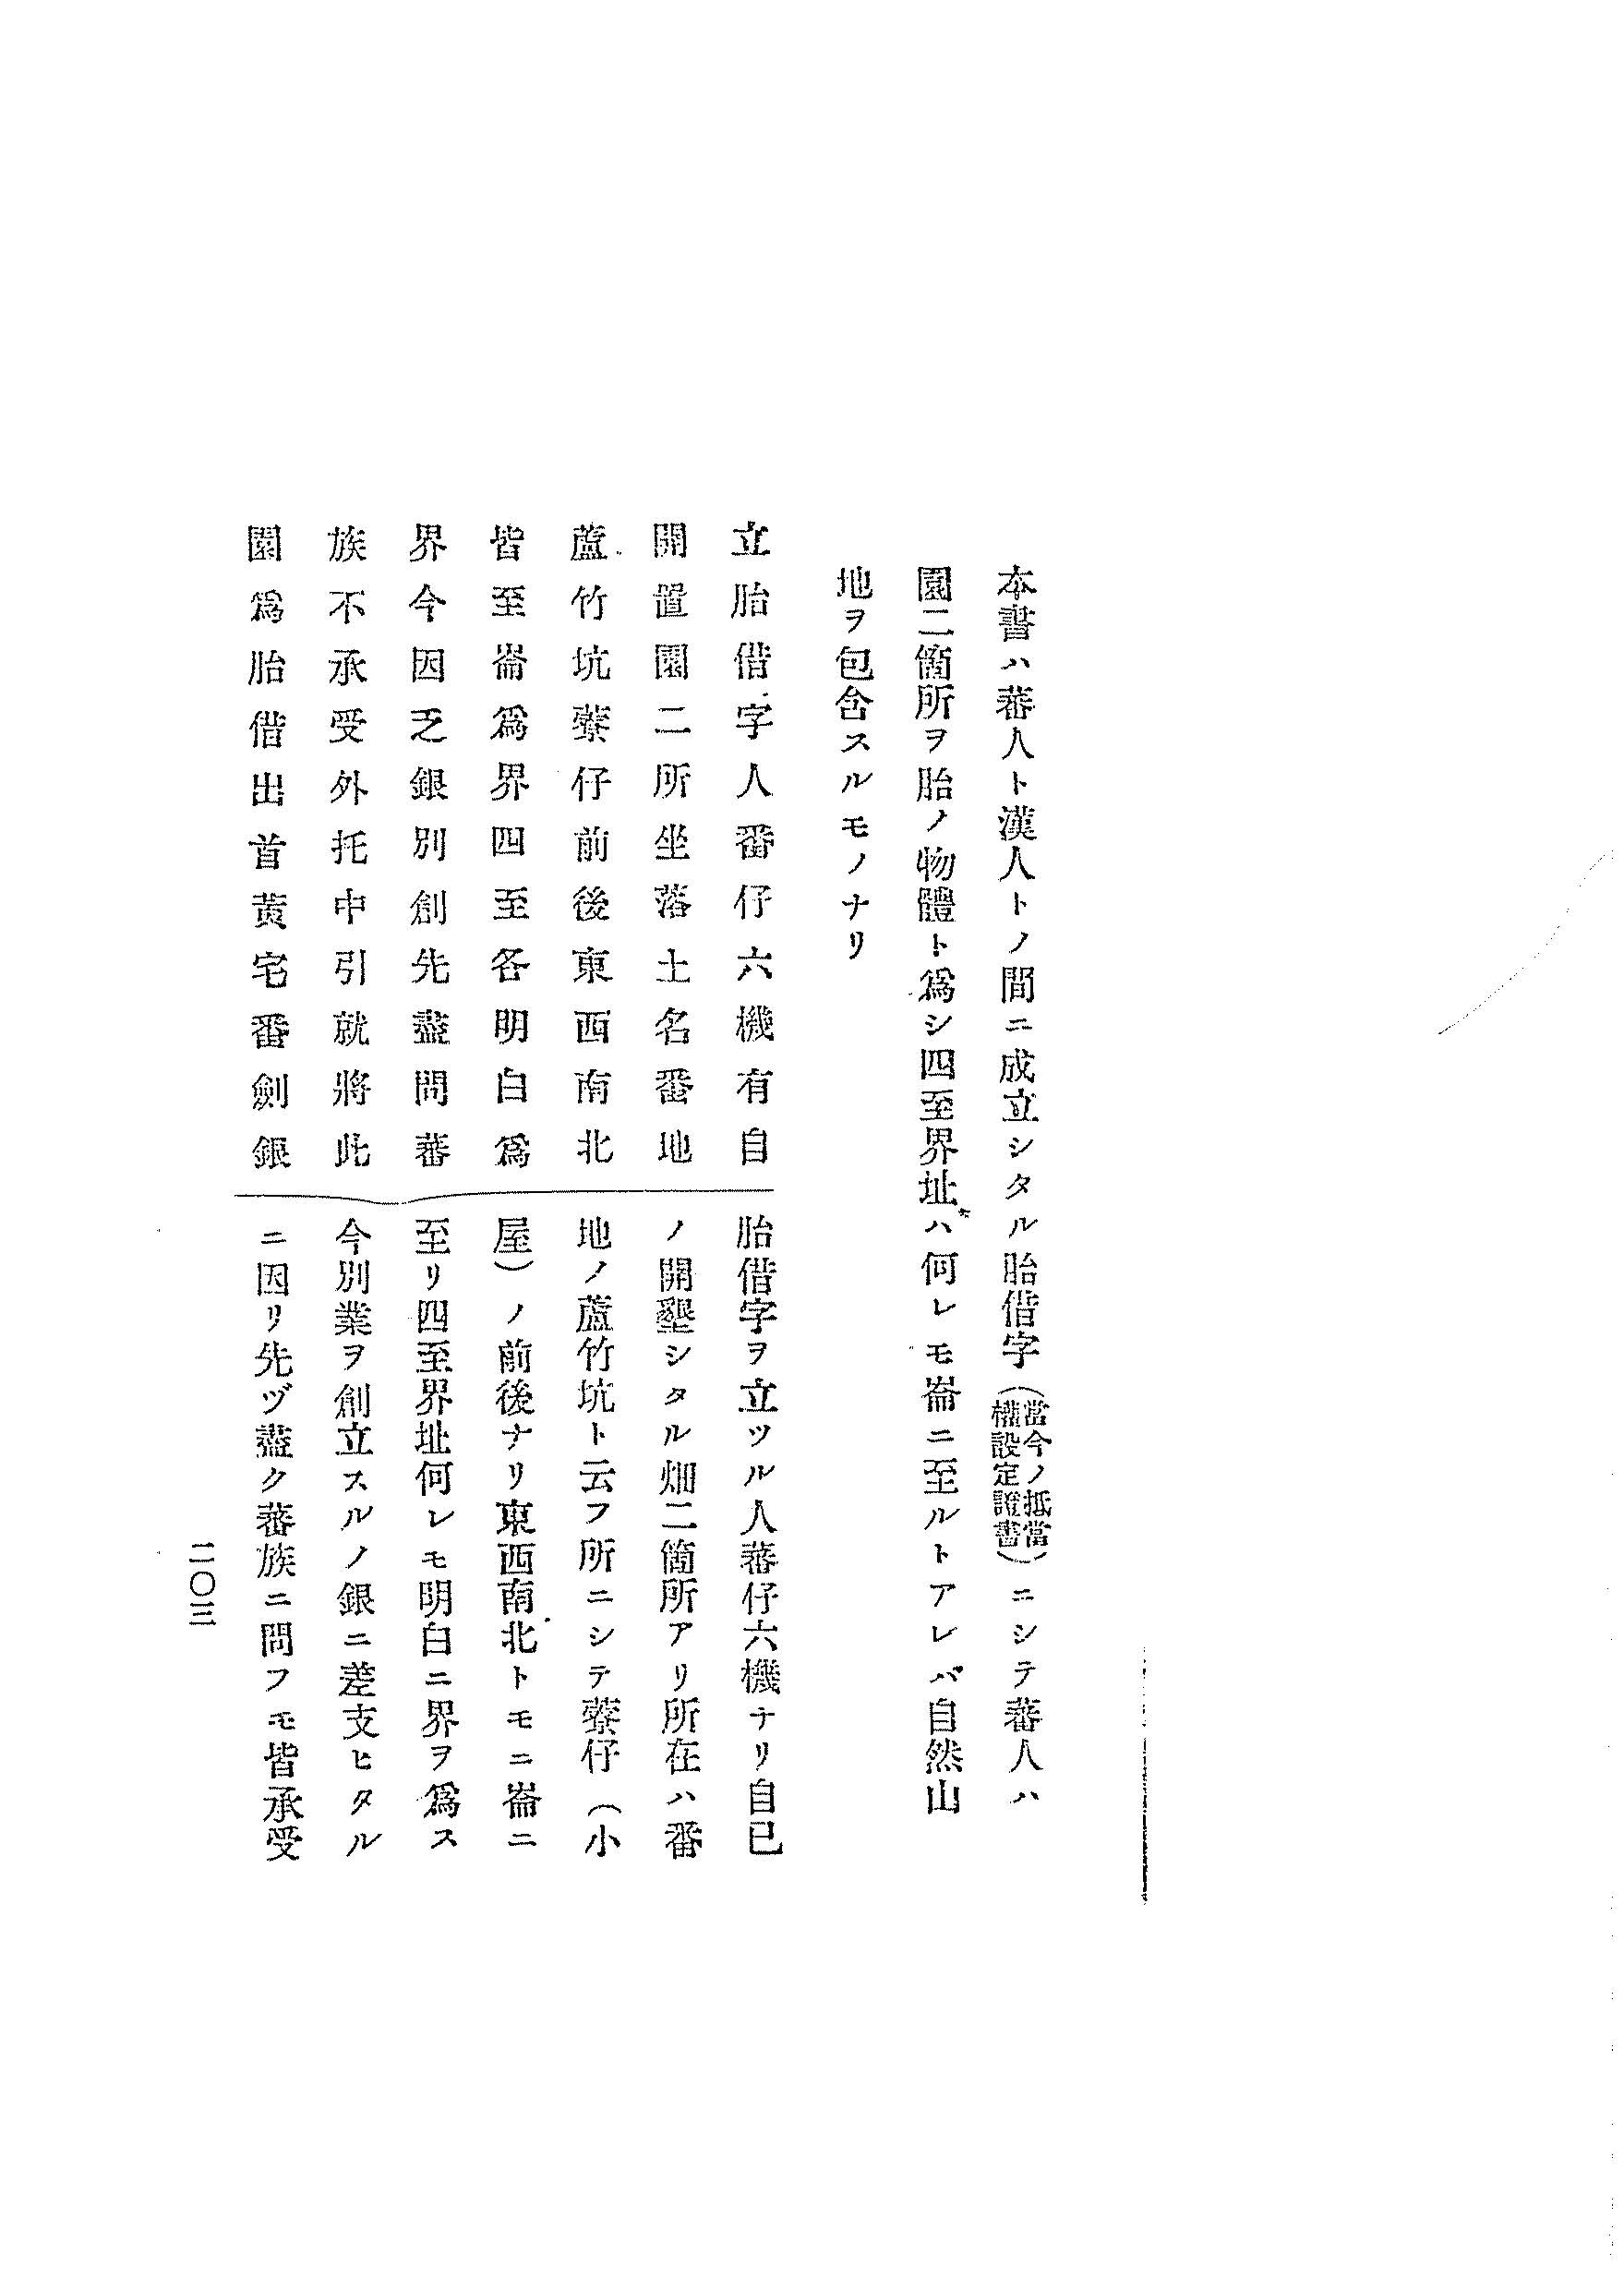 本書ハ蕃人ト漢人トノ間ニ成立シタル胎借字(當今ノ抵當權設定證書)ニシテ蕃人ハ
園二箇所ヲ胎ノ物體ト爲シ四至界址ハ何レモ崙ニ至ルトアレバ自然山
地ヲ包含スルモノナリ
立胎借字人番仔六機有自
開置園二所坐落土名番地
蘆竹坑藔仔前後東西南北
皆至崙爲界四至各明白爲
界今因乏銀別創先盡問蕃
族不承受外托中引就將此
園爲胎借出首黃宅番劍銀
胎借字ヲ立ツル人蕃仔六機ナリ自已
ノ開墾シタル畑二箇所アリ所在ハ番
地ノ蘆竹坑ト云フ所ニシテ藔仔(小
屋)ノ前後ナリ東西南北トモニ崙ニ
至リ四至界址何レモ明白ニ界ヲ爲ス
今別業ヲ創立スルノ銀ニ差支ヒタル
ニ因リ先ヅ盡ク蕃族ニ問フモ皆承受
二〇三